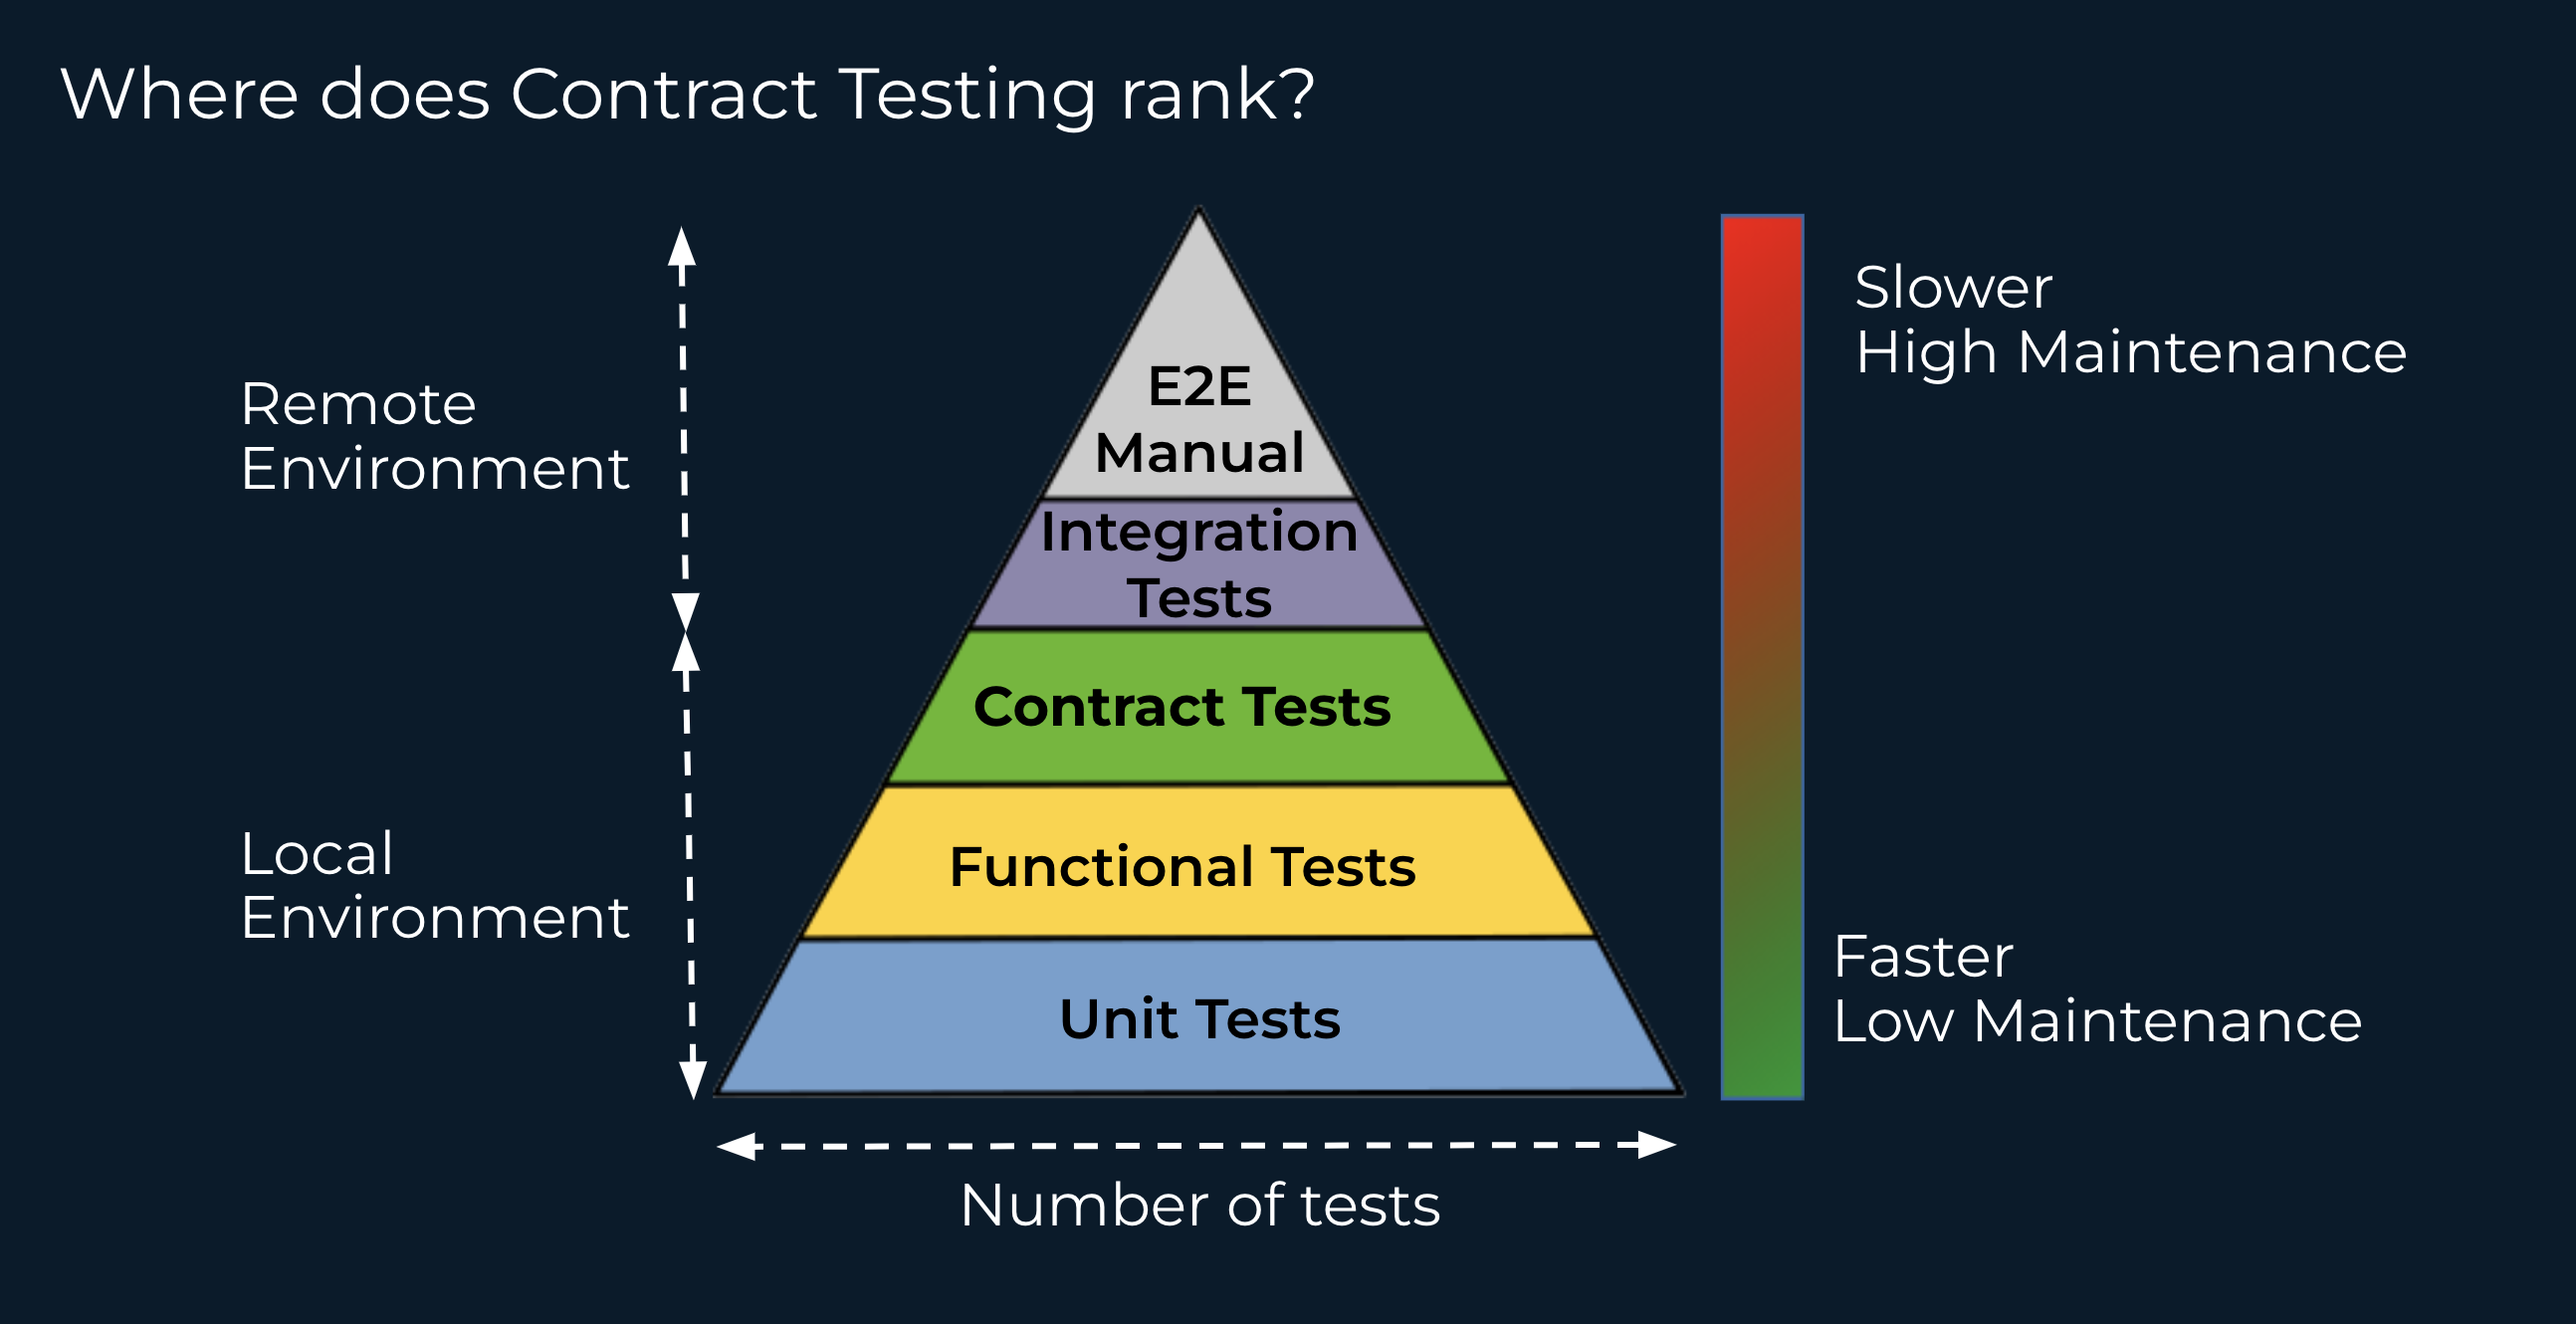 Where does Contract Testing rank?
Remote
Environment
Local
Environment
E2E
Manual
Integration
Tests
Contract Tests
Functional Tests
Unit Tests
Slower
High Maintenance
Faster
Low Maintenance
Number of tests